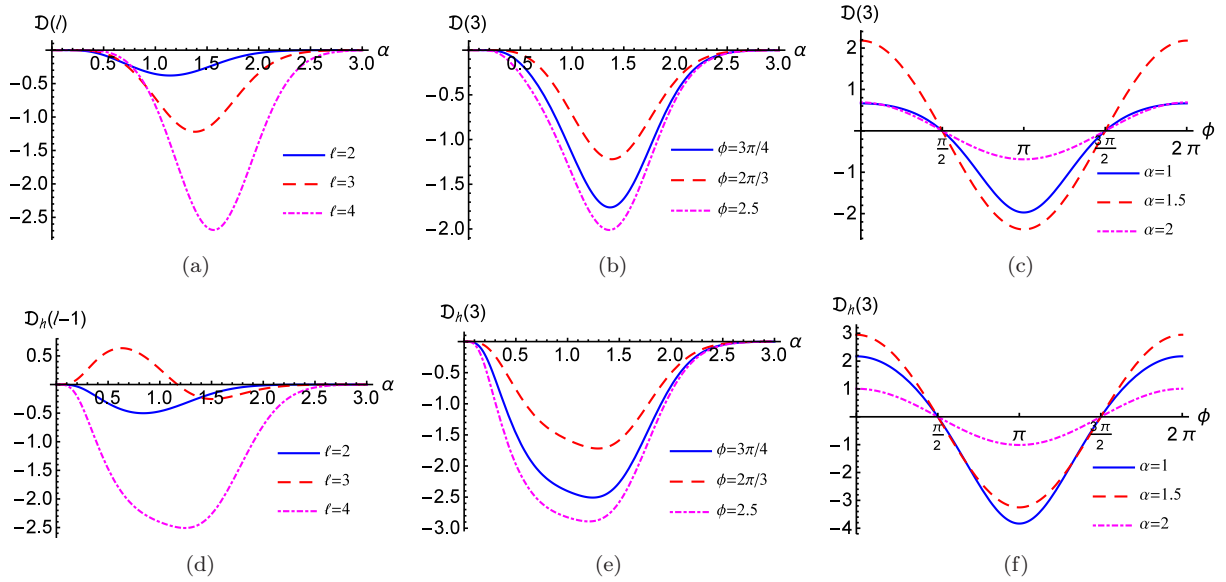 𝒟(ℓ)
0.5 1.0 1.5 2.0 2.5 3.0 α
-0.5
-1.0
-1.5
-2.0
-2.5
ℓ=2
ℓ=3
ℓ=4
(a)
𝒟(3)
0.5 1.0 1.5 2.0 2.5 3.0 α
-0.5
-1.0
-1.5
-2.0
ϕ=3π/4
ϕ=2π/3
ϕ=2.5
(b)
D(3)
2
1
-1
-2
π/2 π 3π/2 2π ϕ
α=1
α=1.5
α=2
(c)
𝒟h(ℓ-1)
0.5
-0.5
-1.0
-1.5
-2.0
-2.5
0.5 1.0 1.5 2.0 2.5 3.0 α
ℓ=2
ℓ=3
ℓ=4
(d)
𝒟h(3)
0.5 1.0 1.5 2.0 2.5 3.0 α
-0.5
-1.0
-1.5
-2.0
-2.5
-3.0
ϕ=3π/4
ϕ=2π/3
ϕ=2.5
(e)
𝒟h(3)
3
2
1
-1
-2
-3
-4
π/2 π 3π/2 2π ϕ
α=1
α=1.5
α=2
(f)